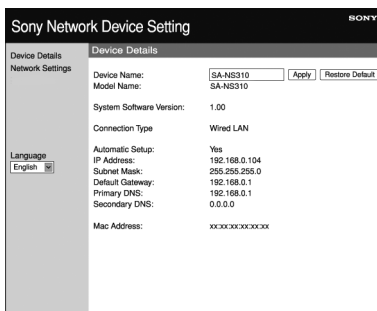 Sony Network Device Setting
SONY
Device Details
Network Settings
Language
English
Device Details
Device Name: SA-NS310 Apply Restore Default
Model Name: SA-NS310
System Software Version: 1.00
Connection Type Wired LAN
Automatic Setup: Yes
IP Address: 192.168.0.104
Subnet Mask: 255.255.255.0
Default Gateway: 192.168.0.1
Primary DNS: 192.168.0.1
Secondary DNS: 0.0.0.0
Mac Address: xx:xx:xx:xx:xx:xx